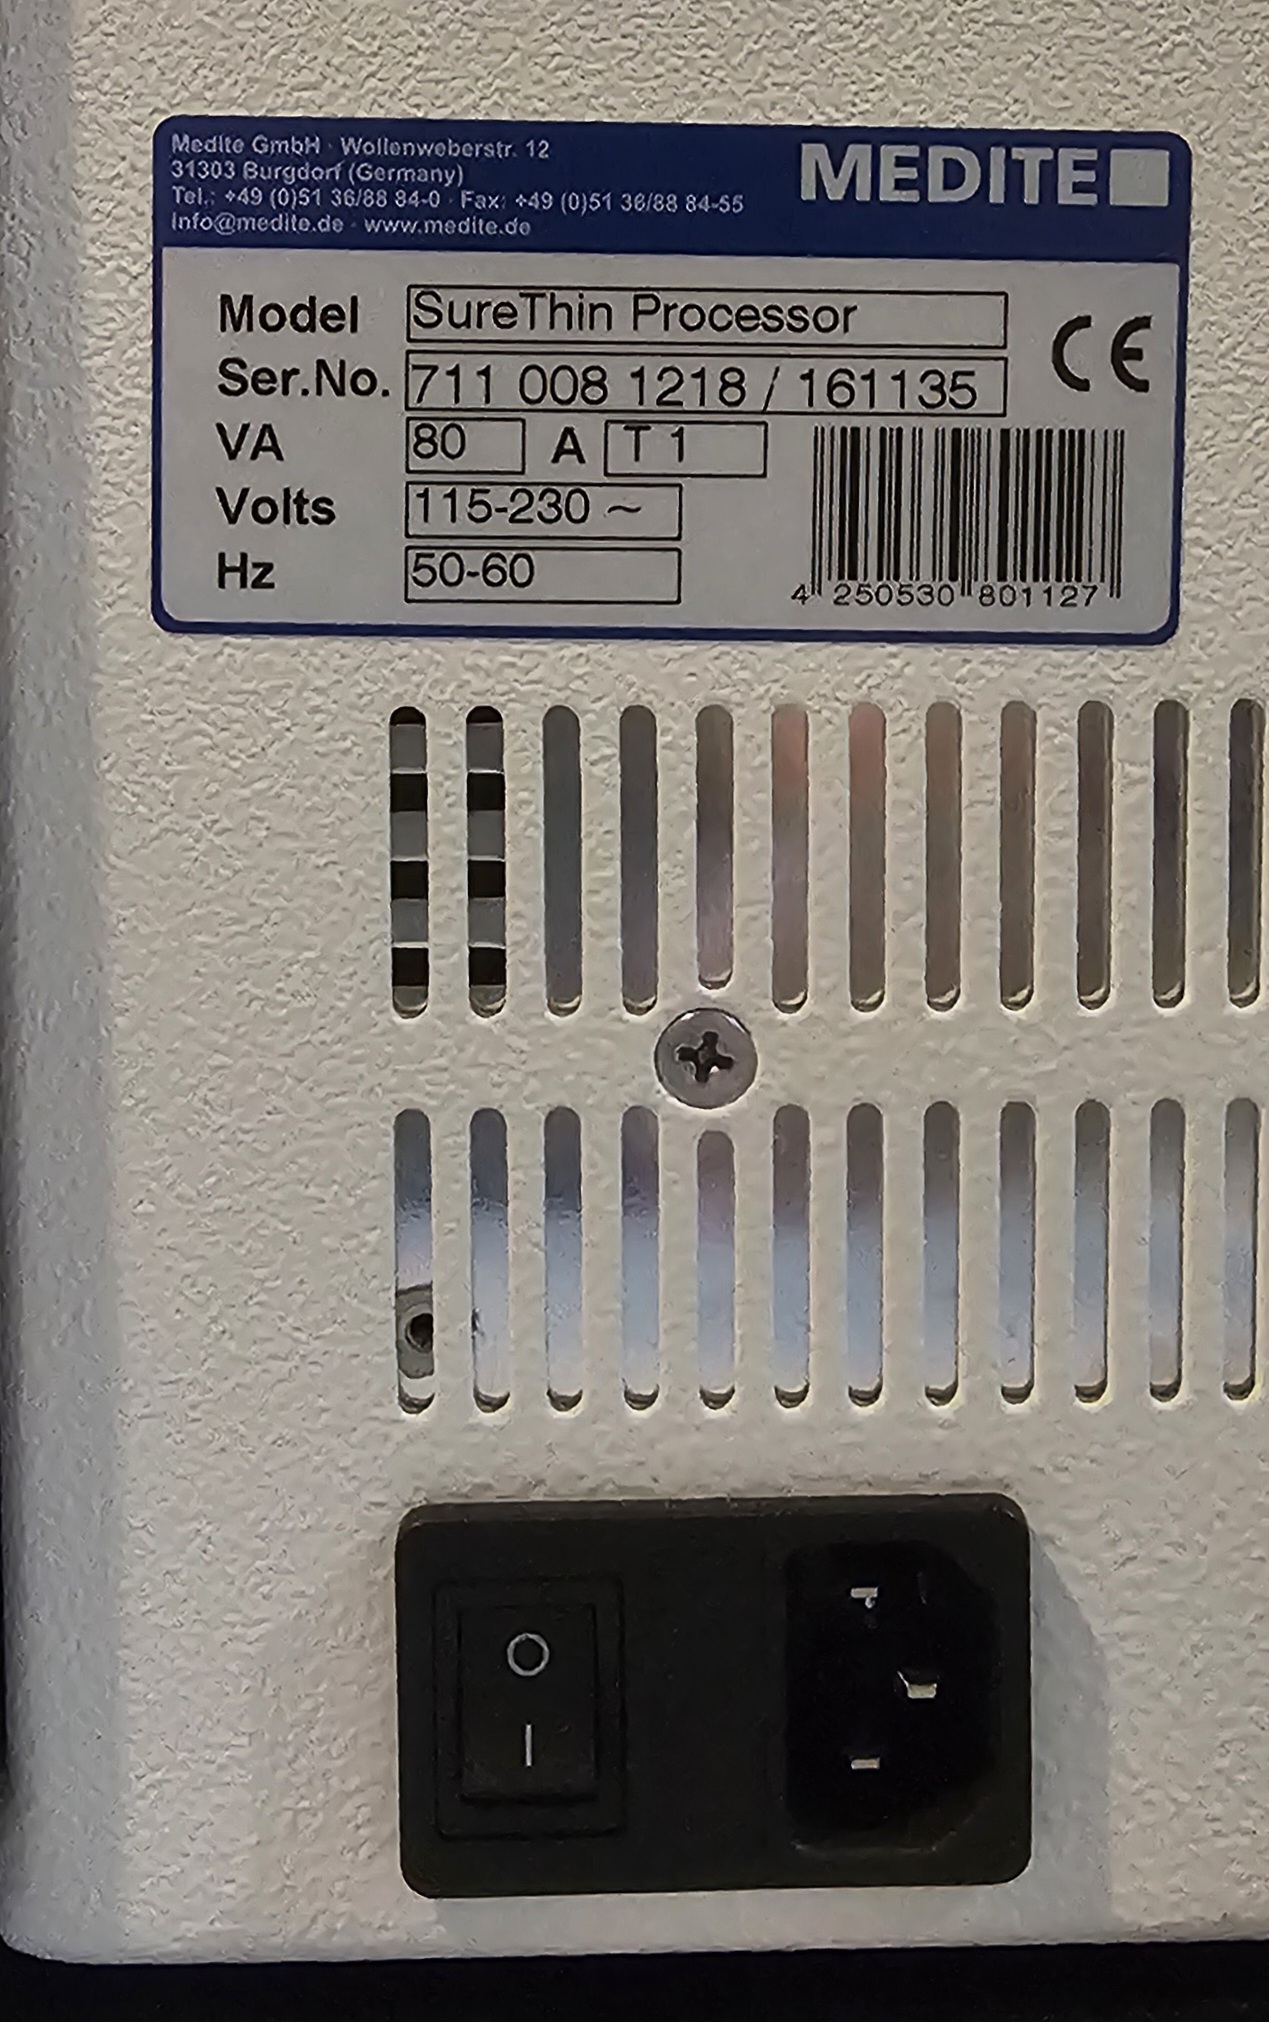 Medite GmbH · Wollenweberstr. 12
31303 Burgdorf (Germany)
Tel.: +49 (0)51 36/88 84-0 · Fax: +49 (0)51 36/88 84-55
Info@medite.de · www.medite.de
MEDITE
Model SureThin Processor
CE
Ser.No. 711 008 1218 / 161135
VA 80 A T 1
Volts 115-230 ~
Hz 50-60
4 250530 801127
O
I